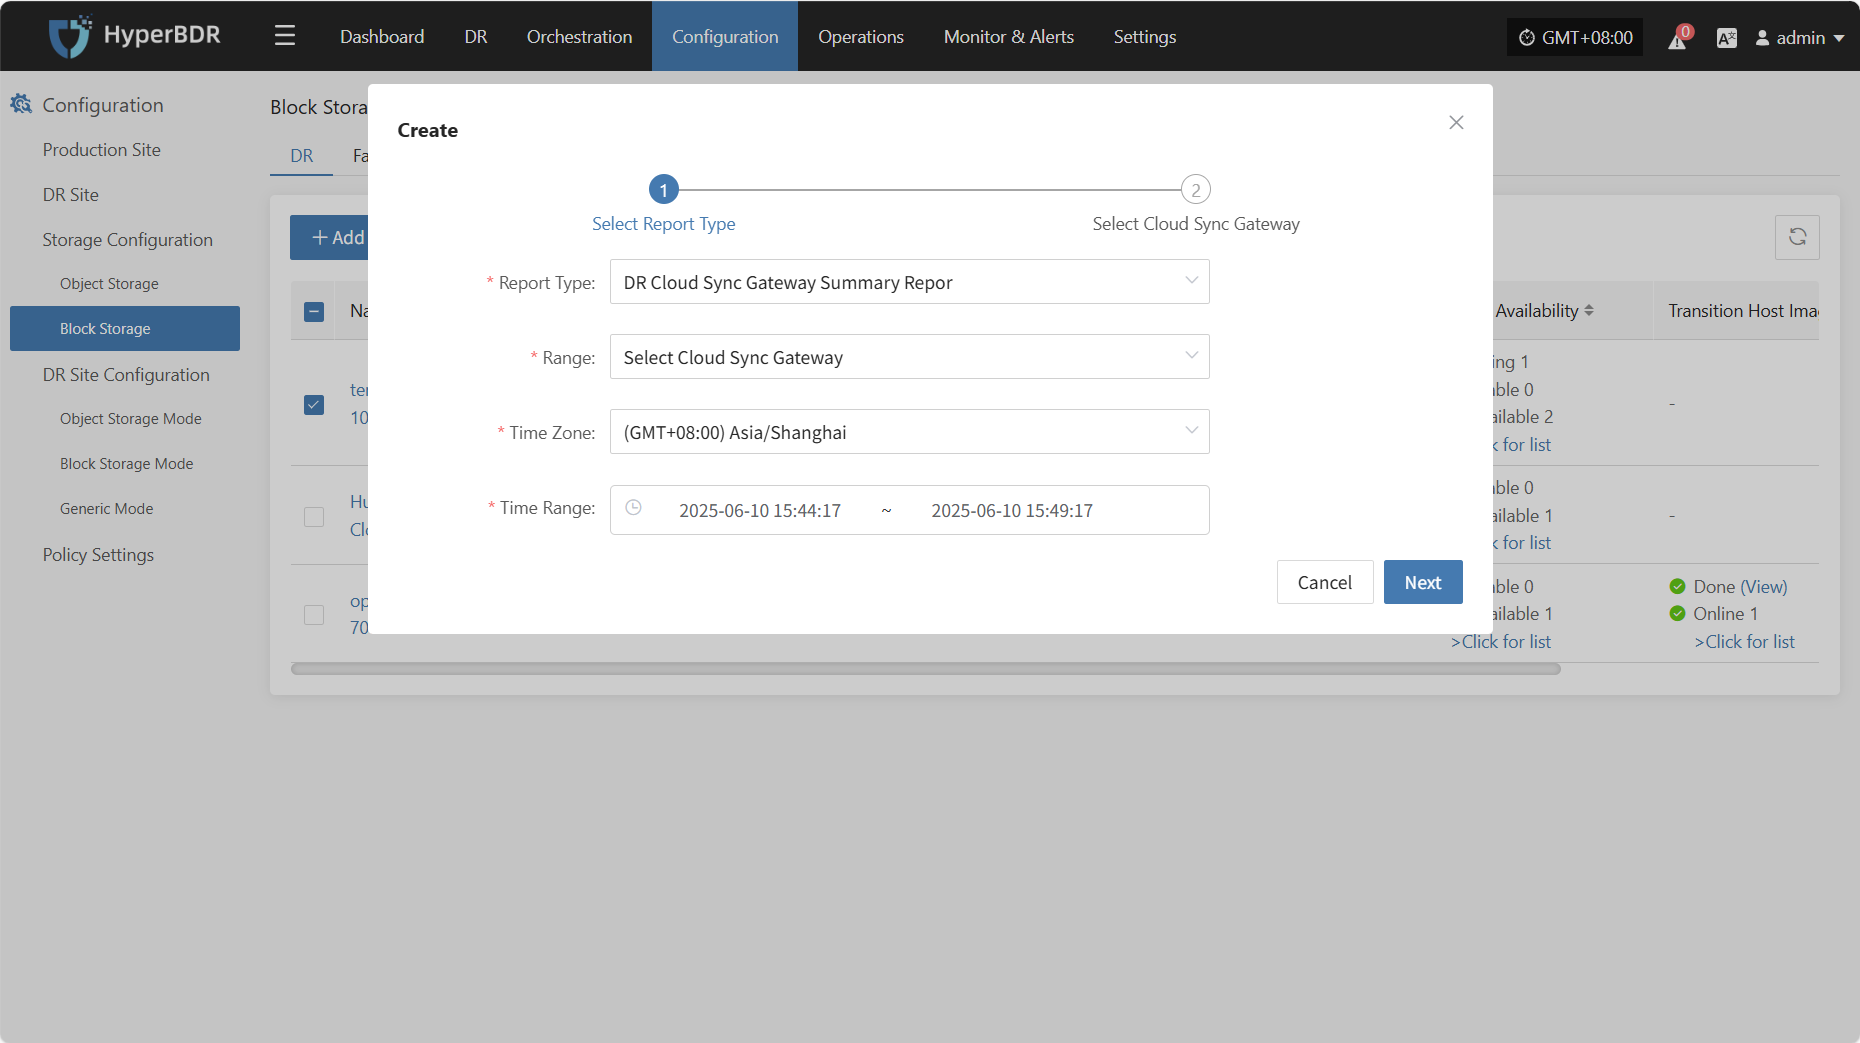 HyperBDR
Dashboard
DR
Orchestration
Configuration
Operations
Monitor & Alerts
Settings
GMT+08:00
0
admin
Configuration
Production Site
DR Site
Storage Configuration
Object Storage
Block Storage
DR Site Configuration
Object Storage Mode
Block Storage Mode
Generic Mode
Policy Settings
Block Stora
DR
Fa
+ Add
Create
1
2
Select Report Type
Select Cloud Sync Gateway
* Report Type:
DR Cloud Sync Gateway Summary Repor
* Range:
Select Cloud Sync Gateway
* Time Zone:
(GMT+08:00) Asia/Shanghai
* Time Range:
2025-06-10 15:44:17 ~ 2025-06-10 15:49:17
Cancel
Next
Na
Availability
Transition Host Ima
10
ing 1
ble 0
ailable 2
k for list
-
Hu
Clo
ble 0
ailable 1
k for list
-
op
70
ble 0
ailable 1
>Click for list
Done (View)
Online 1
>Click for list